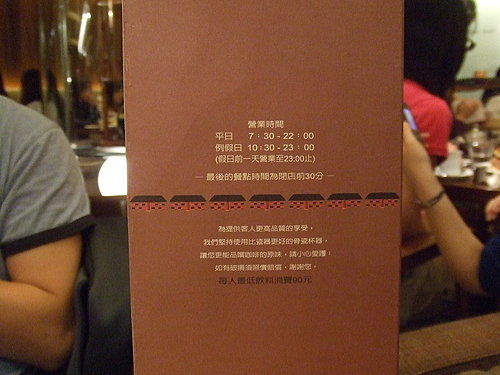 營業時間
平日 7：30 - 22：00
例假日 10：30 - 23：00
(假日前一天營業至23:00止)
— 最後的餐點時間為閉店前30分 —
為提供客人更高品質的享受，
我們堅持使用比瓷器更好的骨瓷杯器，
讓您更能品嚐咖啡的原味，請小心愛護！
如有破損須照價賠償、謝謝您。
每人最低飲料消費90元